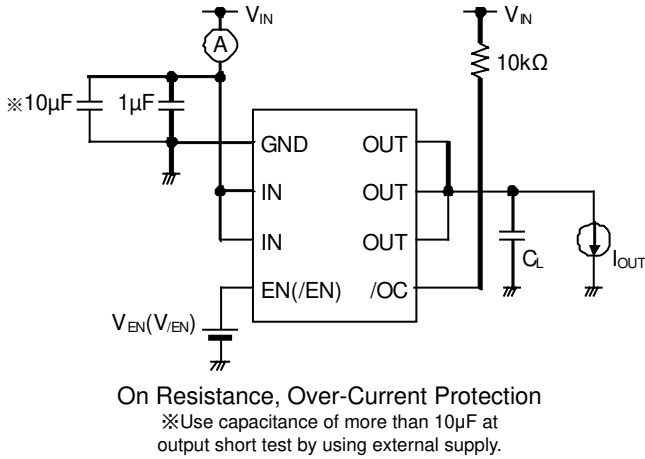 VIN
VIN
A
10kΩ
※10µF
1µF
GND
OUT
IN
OUT
IN
OUT
CL
IOUT
EN(/EN)
/OC
VEN(V/EN)
On Resistance, Over-Current Protection
※Use capacitance of more than 10µF at
output short test by using external supply.